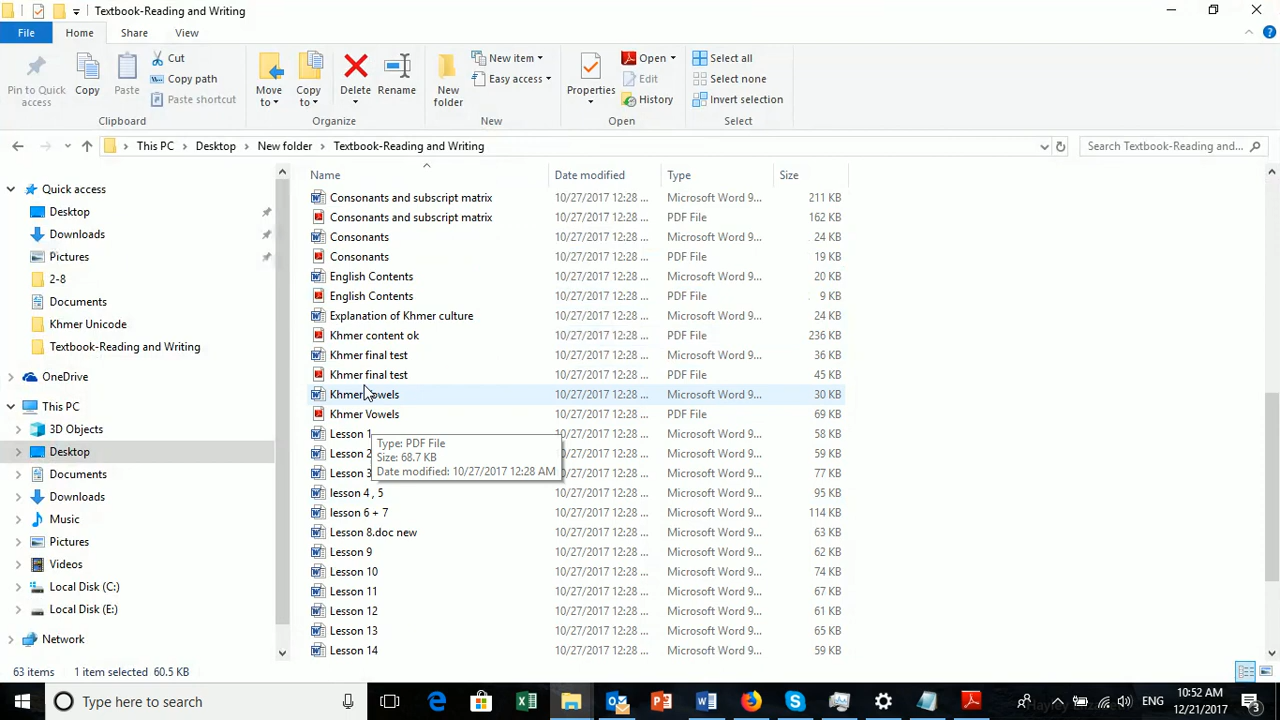 Textbook-Reading and Writing
File Home Share View
Pin to Quick access
Copy
Paste
Cut
Copy path
Paste shortcut
Clipboard
Move to
Copy to
Delete
Rename
Organize
New folder
New item
Easy access
New
Properties
Open
Edit
History
Open
Select all
Select none
Invert selection
Select
This PC Desktop New folder Textbook-Reading and Writing
Search Textbook-Reading and...
Quick access
Desktop
Downloads
Pictures
2-8
Documents
Khmer Unicode
Textbook-Reading and Writing
OneDrive
This PC
3D Objects
Desktop
Documents
Downloads
Music
Pictures
Videos
Local Disk (C:)
Local Disk (E:)
Network
Name Date modified Type Size
Consonants and subscript matrix 10/27/2017 12:28 ... Microsoft Word 9... 211 KB
Consonants and subscript matrix 10/27/2017 12:28 ... PDF File 162 KB
Consonants 10/27/2017 12:28 ... Microsoft Word 9... 24 KB
Consonants 10/27/2017 12:28 ... PDF File 19 KB
English Contents 10/27/2017 12:28 ... Microsoft Word 9... 20 KB
English Contents 10/27/2017 12:28 ... PDF File 9 KB
Explanation of Khmer culture 10/27/2017 12:28 ... Microsoft Word 9... 24 KB
Khmer content ok 10/27/2017 12:28 ... PDF File 236 KB
Khmer final test 10/27/2017 12:28 ... Microsoft Word 9... 36 KB
Khmer final test 10/27/2017 12:28 ... PDF File 45 KB
Khmer Vowels 10/27/2017 12:28 ... Microsoft Word 9... 30 KB
Khmer Vowels 10/27/2017 12:28 ... PDF File 69 KB
Lesson 1 10/27/2017 12:28 ... Microsoft Word 9... 58 KB
Lesson 2 10/27/2017 12:28 ... Microsoft Word 9... 59 KB
Lesson 3 10/27/2017 12:28 ... Microsoft Word 9... 77 KB
Type: PDF File
Size: 68.7 KB
Date modified: 10/27/2017 12:28 AM
lesson 4 , 5 10/27/2017 12:28 ... Microsoft Word 9... 95 KB
lesson 6 + 7 10/27/2017 12:28 ... Microsoft Word 9... 114 KB
Lesson 8.doc new 10/27/2017 12:28 ... Microsoft Word 9... 63 KB
Lesson 9 10/27/2017 12:28 ... Microsoft Word 9... 62 KB
Lesson 10 10/27/2017 12:28 ... Microsoft Word 9... 74 KB
Lesson 11 10/27/2017 12:28 ... Microsoft Word 9... 67 KB
Lesson 12 10/27/2017 12:28 ... Microsoft Word 9... 61 KB
Lesson 13 10/27/2017 12:28 ... Microsoft Word 9... 65 KB
Lesson 14 10/27/2017 12:28 ... Microsoft Word 9... 59 KB
63 items 1 item selected 60.5 KB
Type here to search
ENG
10:52 AM
12/21/2017
3